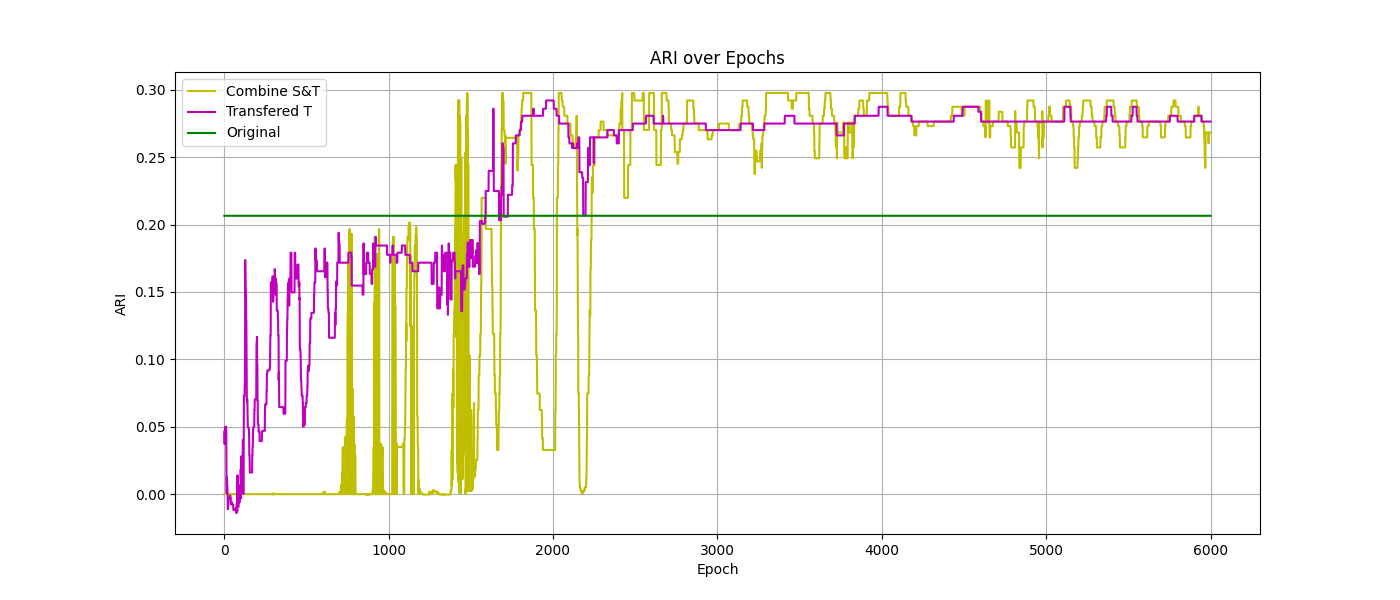 ARI over Epochs
Combine S&T
Transfered T
Original
0.30
0.25
0.20
0.15
0.10
0.05
0.00
ARI
0 1000 2000 3000 4000 5000 6000
Epoch